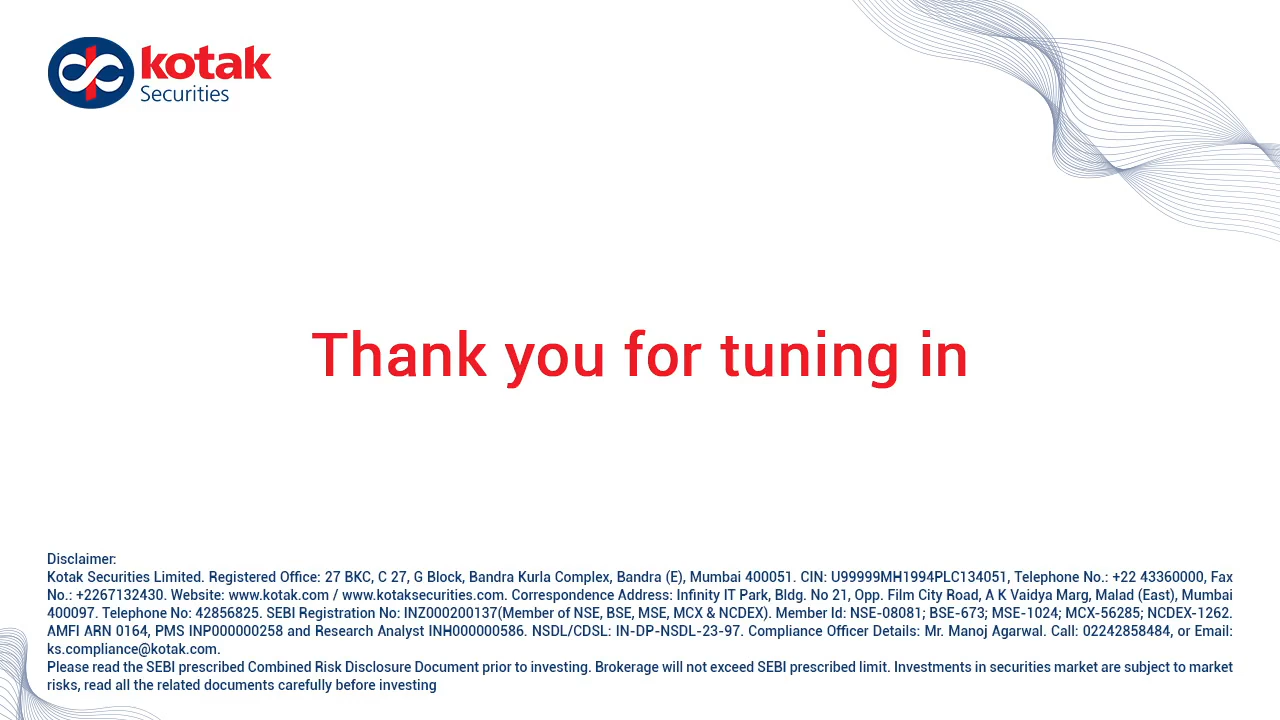 kotak
Securities
Thank you for tuning in
Disclaimer:
Kotak Securities Limited. Registered Office: 27 BKC, C 27, G Block, Bandra Kurla Complex, Bandra (E), Mumbai 400051. CIN: U99999MH1994PLC134051, Telephone No.: +22 43360000, Fax
No.: +2267132430. Website: www.kotak.com / www.kotaksecurities.com. Correspondence Address: Infinity IT Park, Bldg. No 21, Opp. Film City Road, A K Vaidya Marg, Malad (East), Mumbai
400097. Telephone No: 42856825. SEBI Registration No: INZ000200137(Member of NSE, BSE, MSE, MCX & NCDEX). Member Id: NSE-08081; BSE-673; MSE-1024; MCX-56285; NCDEX-1262.
AMFI ARN 0164, PMS INP000000258 and Research Analyst INH000000586. NSDL/CDSL: IN-DP-NSDL-23-97. Compliance Officer Details: Mr. Manoj Agarwal. Call: 02242858484, or Email:
ks.compliance@kotak.com.
Please read the SEBI prescribed Combined Risk Disclosure Document prior to investing. Brokerage will not exceed SEBI prescribed limit. Investments in securities market are subject to market
risks, read all the related documents carefully before investing